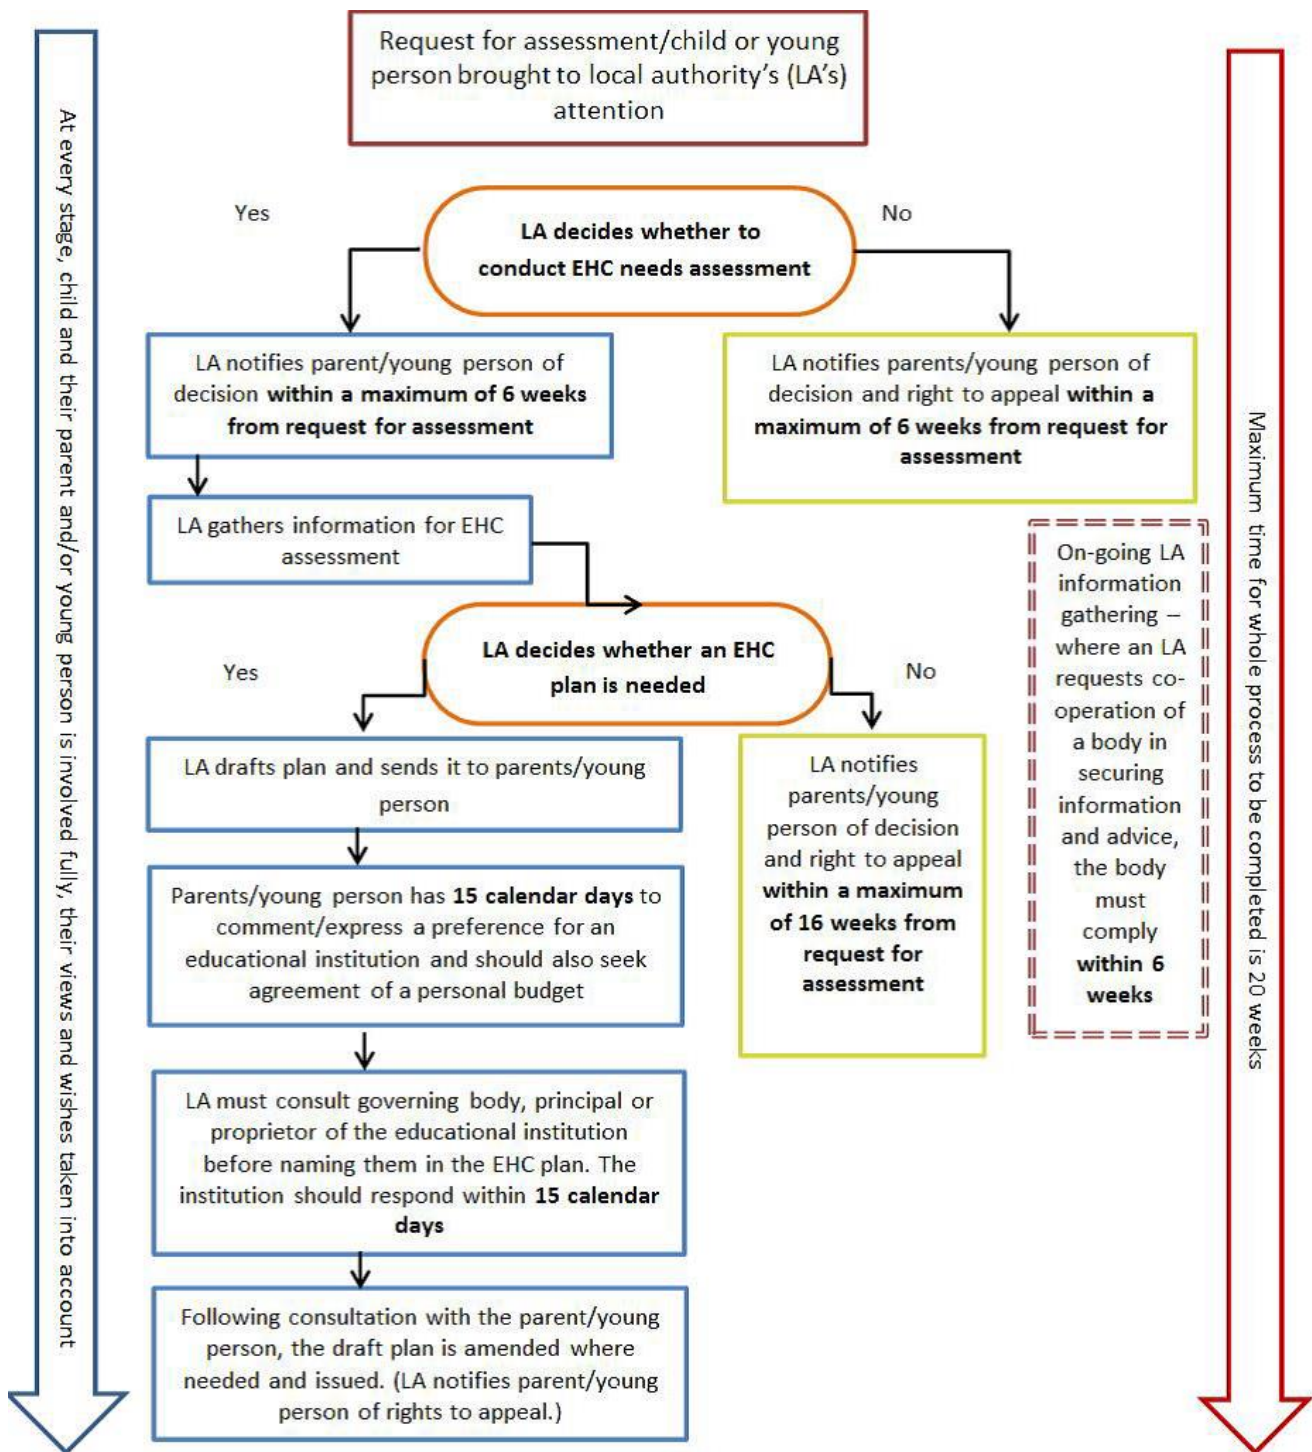 Request for assessment/child or young
person brought to local authority's (LA's)
attention
Yes
No
LA decides whether to
conduct EHC needs assessment
LA notifies parent/young person of
decision within a maximum of 6 weeks
from request for assessment
LA notifies parents/young person of
decision and right to appeal within a
maximum of 6 weeks from request for
assessment
LA gathers information for EHC
assessment
On-going LA
information
gathering –
where an LA
requests co-
operation of
a body in
securing
information
and advice,
the body
must
comply
within 6
weeks
Yes
LA decides whether an EHC
plan is needed
No
LA drafts plan and sends it to parents/young
person
LA notifies
parents/young
person of decision
and right to appeal
within a maximum
of 16 weeks from
request for
assessment
Parents/young person has 15 calendar days to
comment/express a preference for an
educational institution and should also seek
agreement of a personal budget
LA must consult governing body, principal or
proprietor of the educational institution
before naming them in the EHC plan. The
institution should respond within 15 calendar
days
Following consultation with the parent/young
person, the draft plan is amended where
needed and issued. (LA notifies parent/young
person of rights to appeal.)
At every stage, child and their parent and/or young person is involved fully, their views and wishes taken into account
Maximum time for whole process to be completed is 20 weeks